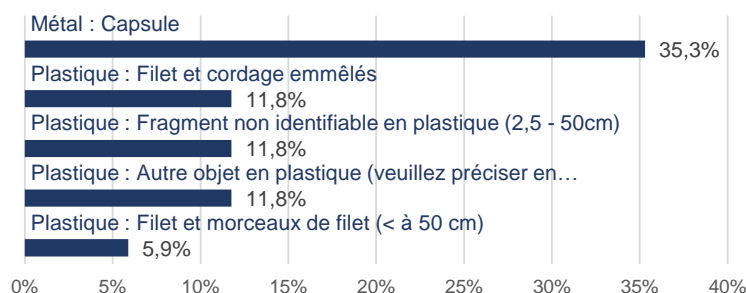 Métal : Capsule
35,3%
Plastique : Filet et cordage emmêlés
11,8%
Plastique : Fragment non identifiable en plastique (2,5 - 50cm)
11,8%
Plastique : Autre objet en plastique (veuillez préciser en…
11,8%
Plastique : Filet et morceaux de filet (< à 50 cm)
5,9%
0% 5% 10% 15% 20% 25% 30% 35% 40%